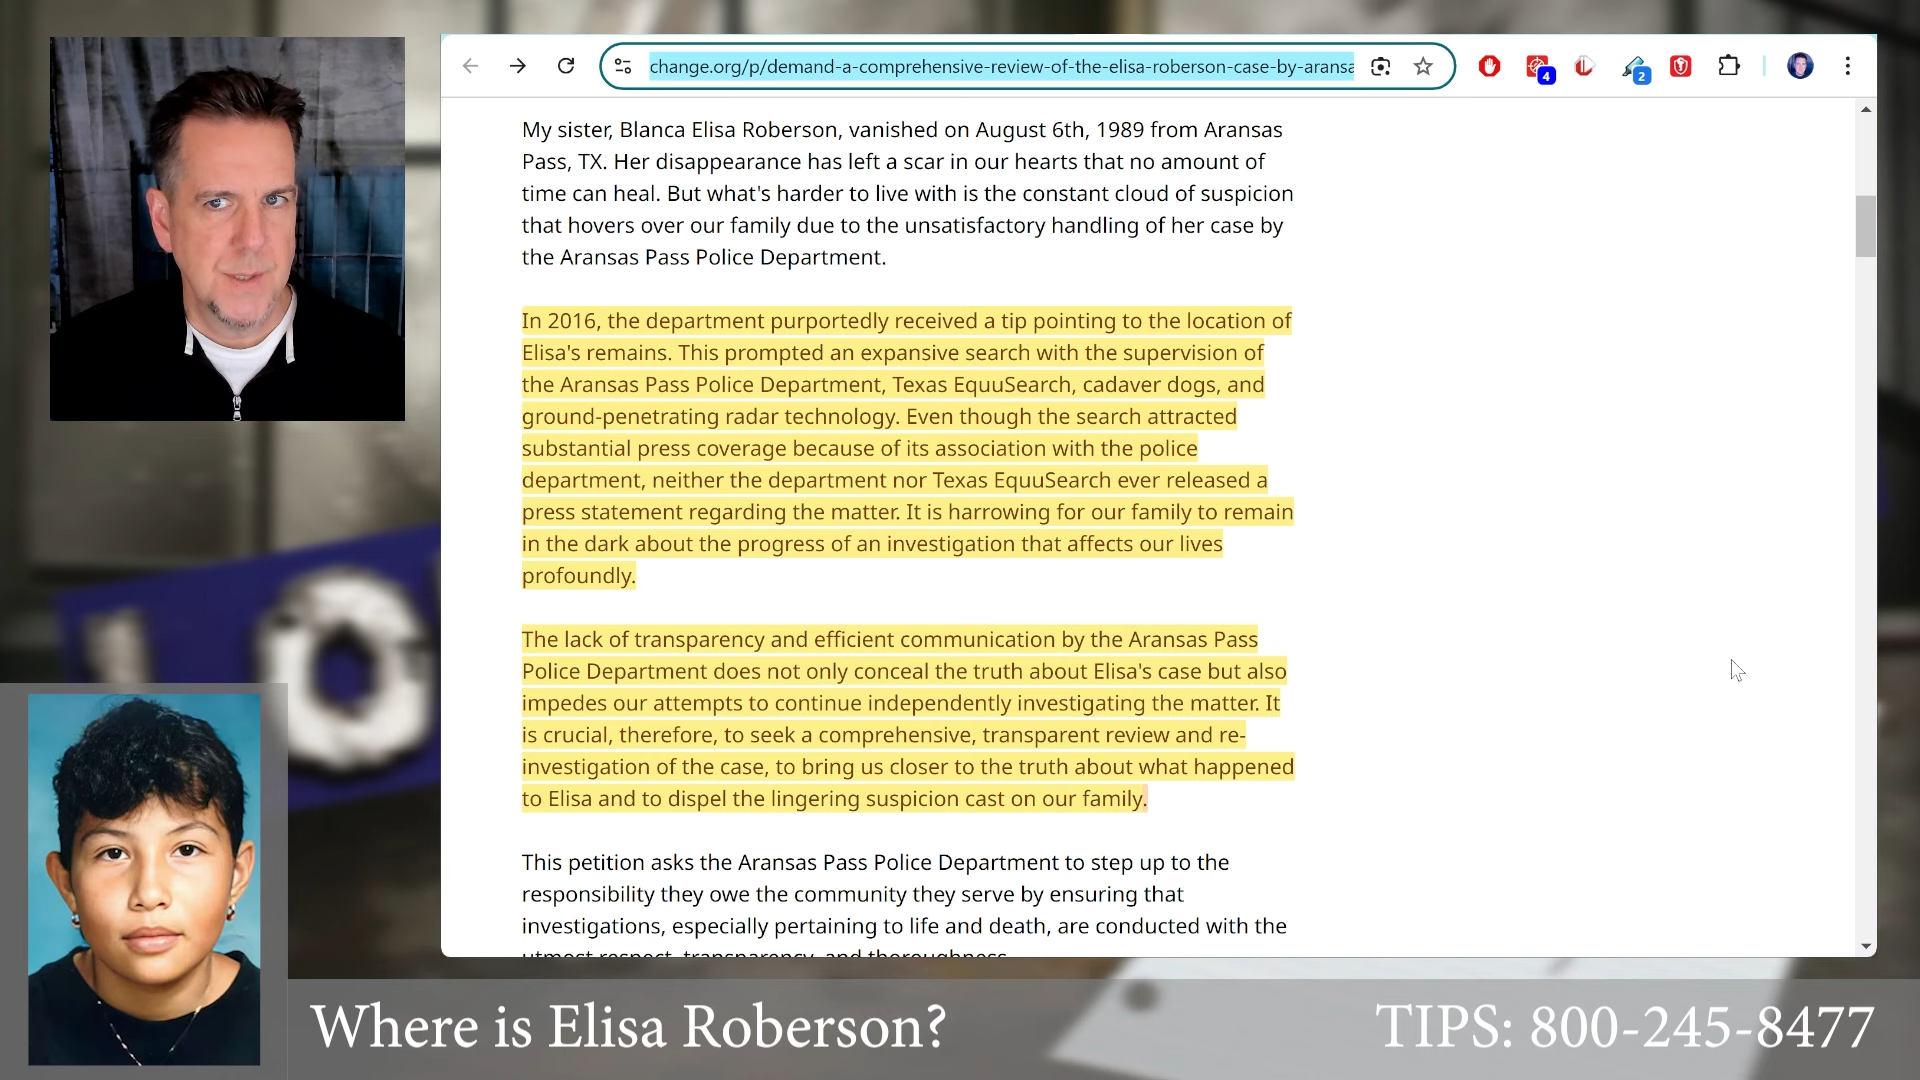 change.org/p/demand-a-comprehensive-review-of-the-elisa-roberson-case-by-aransa
4
2
My sister, Blanca Elisa Roberson, vanished on August 6th, 1989 from Aransas
Pass, TX. Her disappearance has left a scar in our hearts that no amount of
time can heal. But what's harder to live with is the constant cloud of suspicion
that hovers over our family due to the unsatisfactory handling of her case by
the Aransas Pass Police Department.
In 2016, the department purportedly received a tip pointing to the location of
Elisa's remains. This prompted an expansive search with the supervision of
the Aransas Pass Police Department, Texas EquuSearch, cadaver dogs, and
ground-penetrating radar technology. Even though the search attracted
substantial press coverage because of its association with the police
department, neither the department nor Texas EquuSearch ever released a
press statement regarding the matter. It is harrowing for our family to remain
in the dark about the progress of an investigation that affects our lives
profoundly.
The lack of transparency and efficient communication by the Aransas Pass
Police Department does not only conceal the truth about Elisa's case but also
impedes our attempts to continue independently investigating the matter. It
is crucial, therefore, to seek a comprehensive, transparent review and re-
investigation of the case, to bring us closer to the truth about what happened
to Elisa and to dispel the lingering suspicion cast on our family.
This petition asks the Aransas Pass Police Department to step up to the
responsibility they owe the community they serve by ensuring that
investigations, especially pertaining to life and death, are conducted with the
utmost respect, transparency, and thoroughness.
Where is Elisa Roberson?
TIPS: 800-245-8477